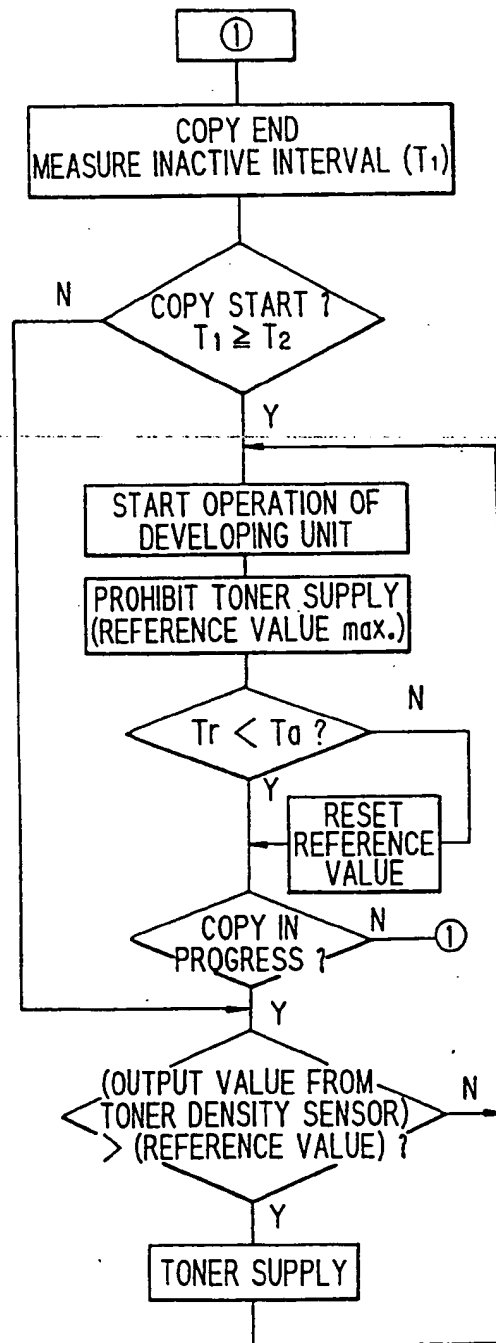 ①
COPY END
MEASURE INACTIVE INTERVAL (T1)
N
COPY START ?
T1 ≧ T2
Y
START OPERATION OF
DEVELOPING UNIT
PROHIBIT TONER SUPPLY
(REFERENCE VALUE max.)
N
Tr < Ta ?
Y
RESET
REFERENCE
VALUE
COPY IN
PROGRESS ?
N
①
Y
(OUTPUT VALUE FROM
TONER DENSITY SENSOR)
> (REFERENCE VALUE) ?
N
Y
TONER SUPPLY